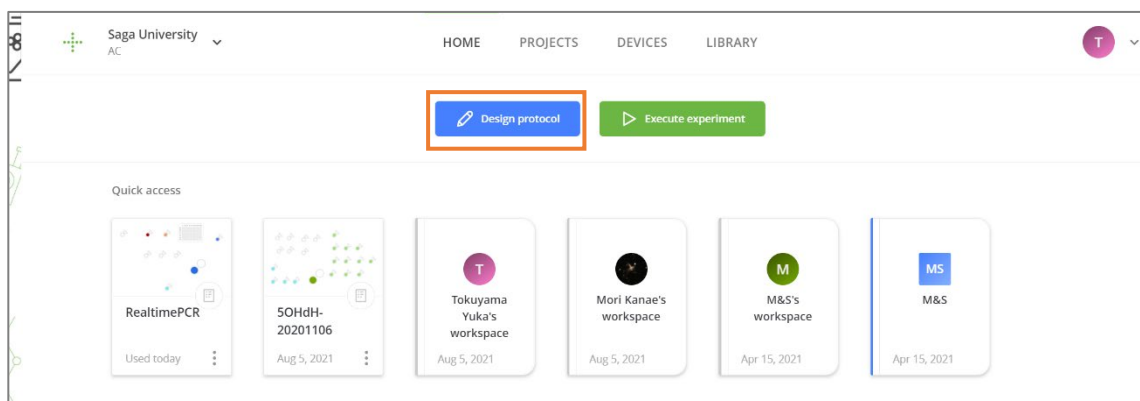 Saga University
AC
HOME PROJECTS DEVICES LIBRARY
T
Design protocol
Execute experiment
Quick access
RealtimePCR
Used today
5OHdH-
20201106
Aug 5, 2021
T
Tokuyama
Yuka's
workspace
Aug 5, 2021
Mori Kanae's
workspace
Aug 5, 2021
M
M&S's
workspace
Apr 15, 2021
MS
M&S
Apr 15, 2021